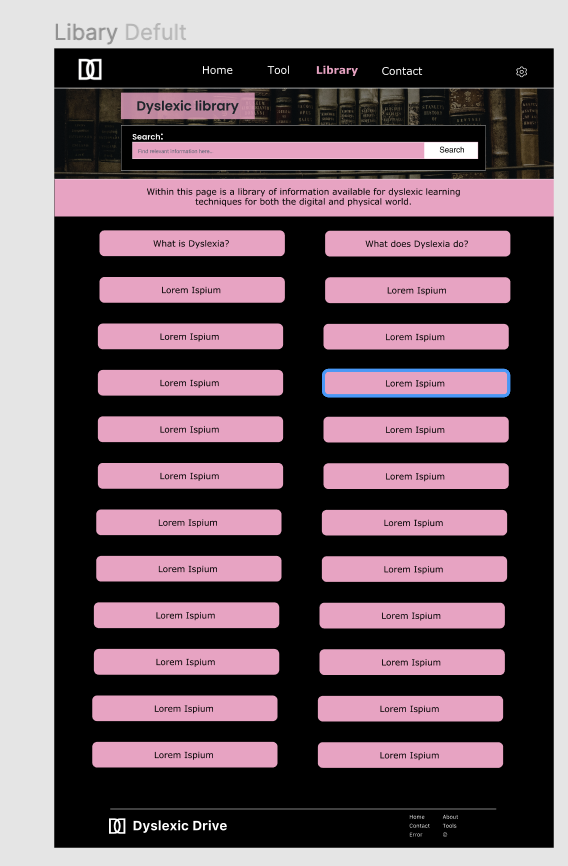 Libary Defult
Home Tool Library Contact
Dyslexic library
Search:
Find relevant information here...
Search
Within this page is a library of information available for dyslexic learning
techniques for both the digital and physical world.
What is Dyslexia? What does Dyslexia do?
Lorem Ispium Lorem Ispium
Lorem Ispium Lorem Ispium
Lorem Ispium Lorem Ispium
Lorem Ispium Lorem Ispium
Lorem Ispium Lorem Ispium
Lorem Ispium Lorem Ispium
Lorem Ispium Lorem Ispium
Lorem Ispium Lorem Ispium
Lorem Ispium Lorem Ispium
Lorem Ispium Lorem Ispium
Lorem Ispium Lorem Ispium
Dyslexic Drive
Home About
Contact Tools
Error